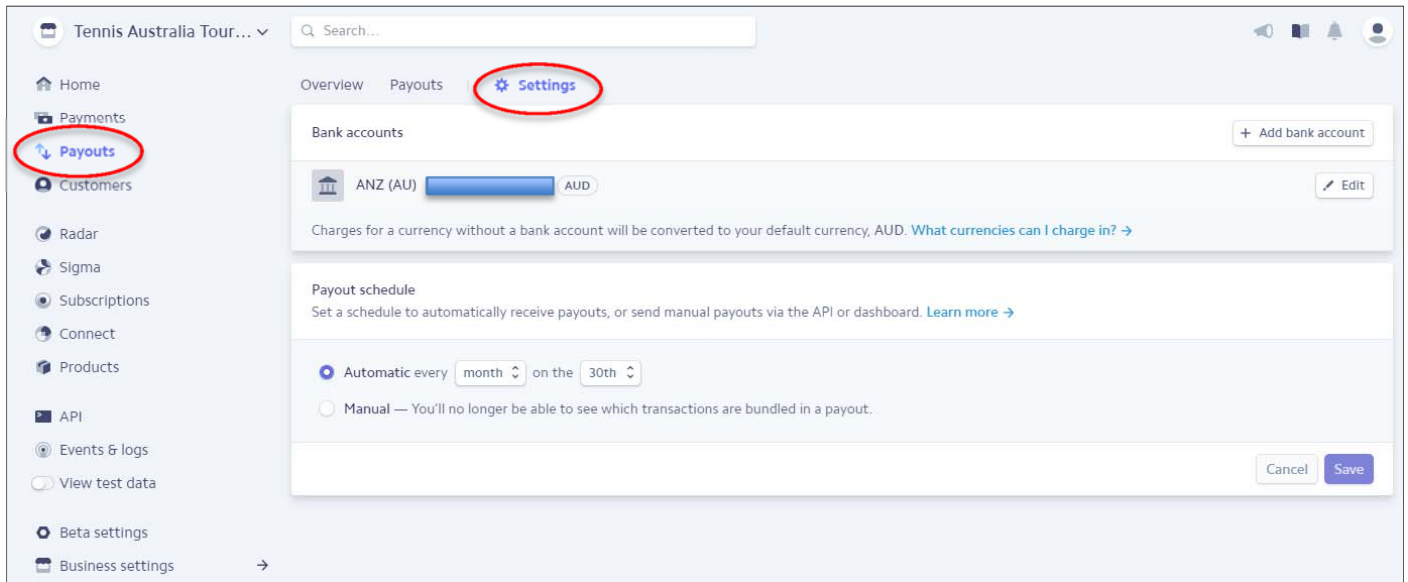 Tennis Australia Tour...
Search...
Home
Payments
Payouts
Customers
Radar
Sigma
Subscriptions
Connect
Products
API
Events & logs
View test data
Beta settings
Business settings →
Overview Payouts Settings
Bank accounts
+ Add bank account
ANZ (AU) AUD
Edit
Charges for a currency without a bank account will be converted to your default currency, AUD. What currencies can I charge in? →
Payout schedule
Set a schedule to automatically receive payouts, or send manual payouts via the API or dashboard. Learn more →
Automatic every month on the 30th
Manual — You'll no longer be able to see which transactions are bundled in a payout.
Cancel Save